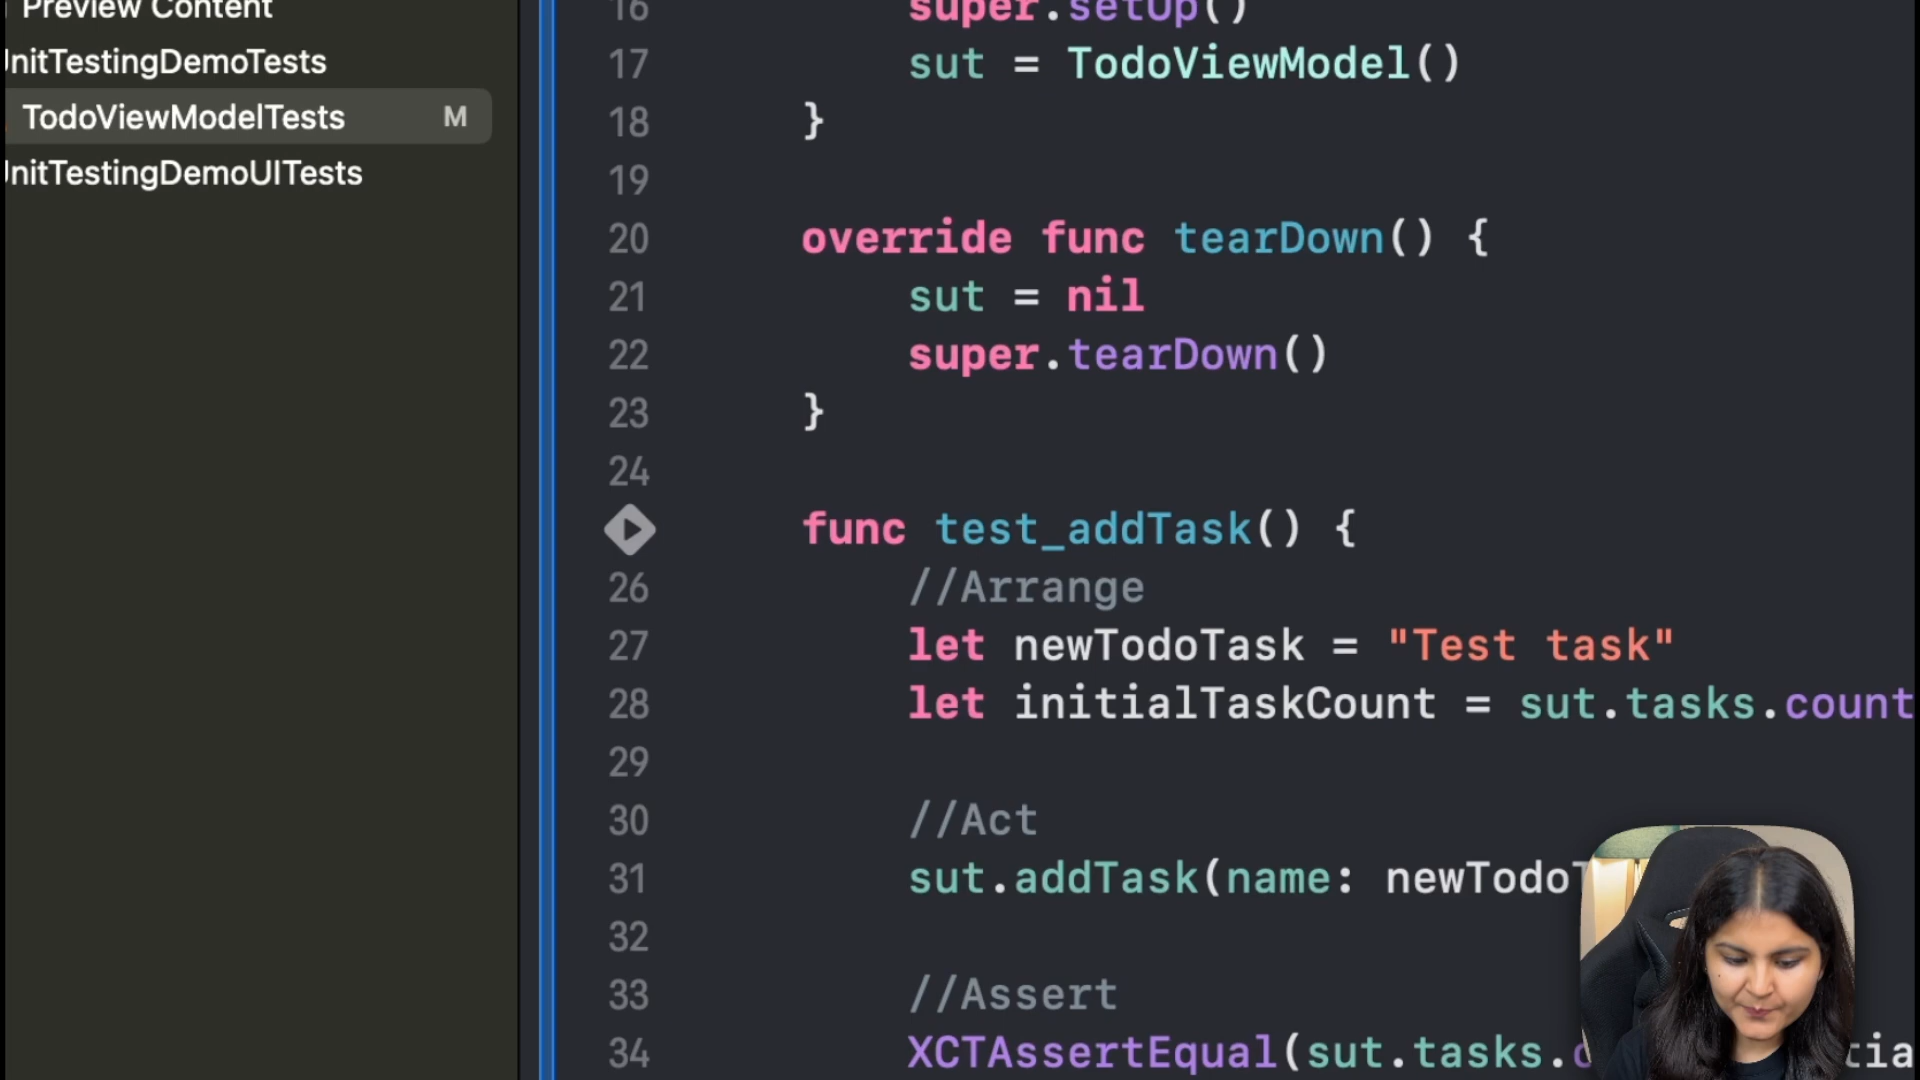 Preview Content
UnitTestingDemoTests
TodoViewModelTests M
UnitTestingDemoUITests
16 super.setUp()
17 sut = TodoViewModel()
18 }
19
20 override func tearDown() {
21 sut = nil
22 super.tearDown()
23 }
24
func test_addTask() {
26 //Arrange
27 let newTodoTask = "Test task"
28 let initialTaskCount = sut.tasks.count
29
30 //Act
31 sut.addTask(name: newTodo
32
33 //Assert
34 XCTAssertEqual(sut.tasks.